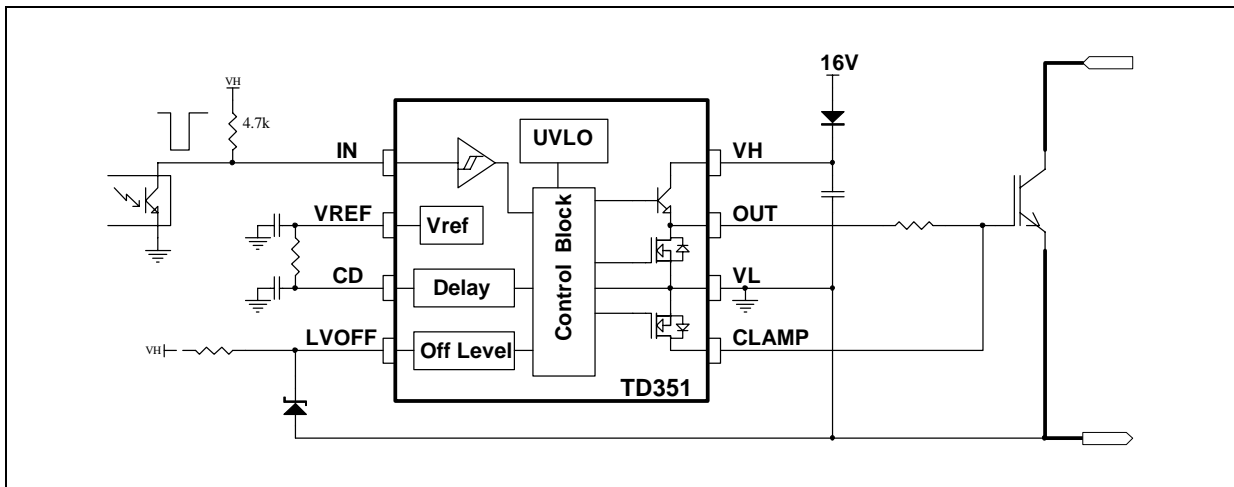 16V
VH
4.7k
IN
UVLO
VH
VREF
Vref
OUT
Control Block
CD
Delay
VL
VH
LVOFF
Off Level
CLAMP
TD351